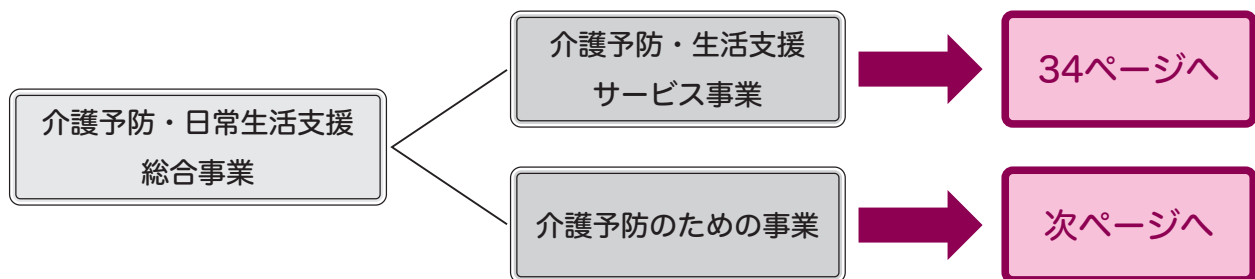 介護予防・日常生活支援
総合事業
介護予防・生活支援
サービス事業
34ページへ
介護予防のための事業
次ページへ